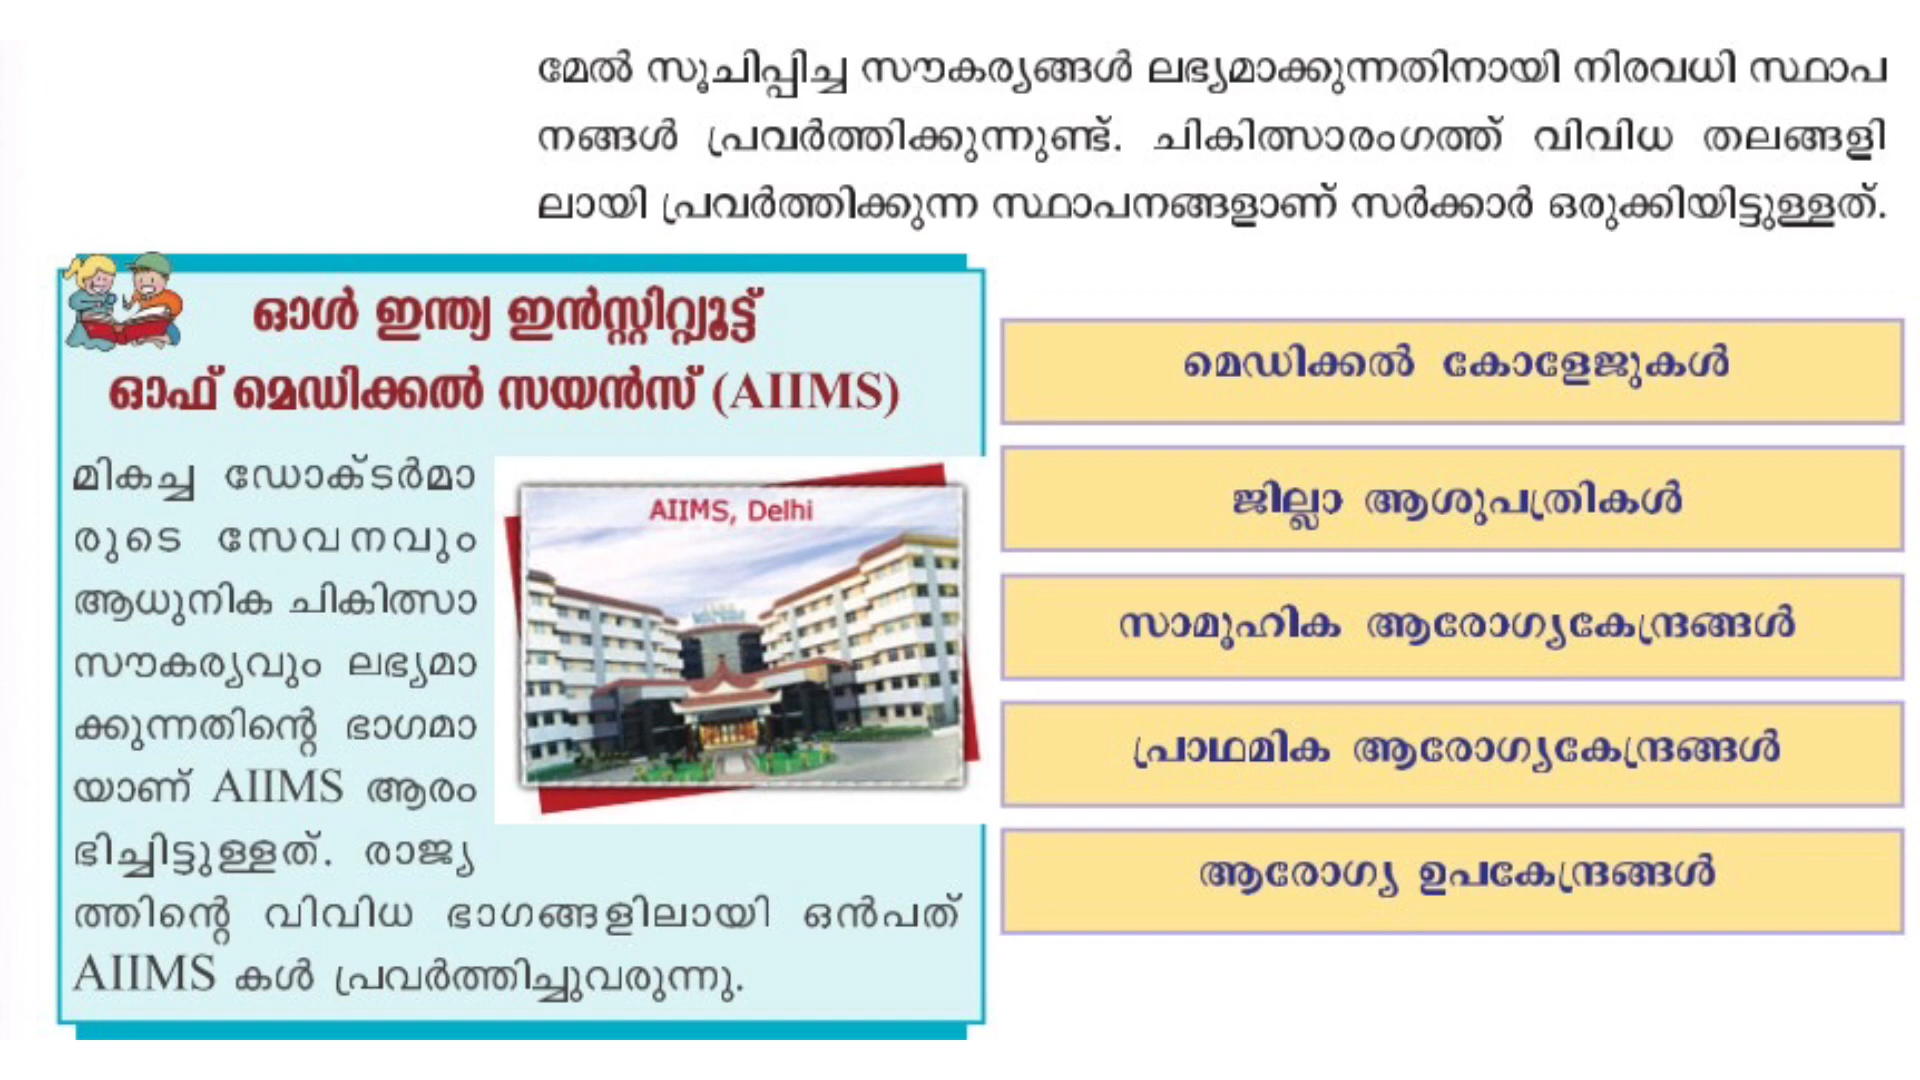 മേൽ സൂചിപ്പിച്ച സൗകര്യങ്ങൾ ലഭ്യമാക്കുന്നതിനായി നിരവധി സ്ഥാപ
നങ്ങൾ പ്രവർത്തിക്കുന്നുണ്ട്. ചികിത്സാരംഗത്ത് വിവിധ തലങ്ങളി
ലായി പ്രവർത്തിക്കുന്ന സ്ഥാപനങ്ങളാണ് സർക്കാർ ഒരുക്കിയിട്ടുള്ളത്.
ഓൾ ഇന്ത്യ ഇൻസ്റ്റിറ്റ്യൂട്ട്
ഓഫ് മെഡിക്കൽ സയൻസ് (AIIMS)
മികച്ച ഡോക്ടർമാ
രുടെ സേവനവും
ആധുനിക ചികിത്സാ
സൗകര്യവും ലഭ്യമാ
ക്കുന്നതിന്റെ ഭാഗമാ
യാണ് AIIMS ആരം
ഭിച്ചിട്ടുള്ളത്. രാജ്യ
ത്തിന്റെ വിവിധ ഭാഗങ്ങളിലായി ഒൻപത്
AIIMS കൾ പ്രവർത്തിച്ചുവരുന്നു.
AIIMS, Delhi
മെഡിക്കൽ കോളേജുകൾ
ജില്ലാ ആശുപത്രികൾ
സാമൂഹിക ആരോഗ്യകേന്ദ്രങ്ങൾ
പ്രാഥമിക ആരോഗ്യകേന്ദ്രങ്ങൾ
ആരോഗ്യ ഉപകേന്ദ്രങ്ങൾ